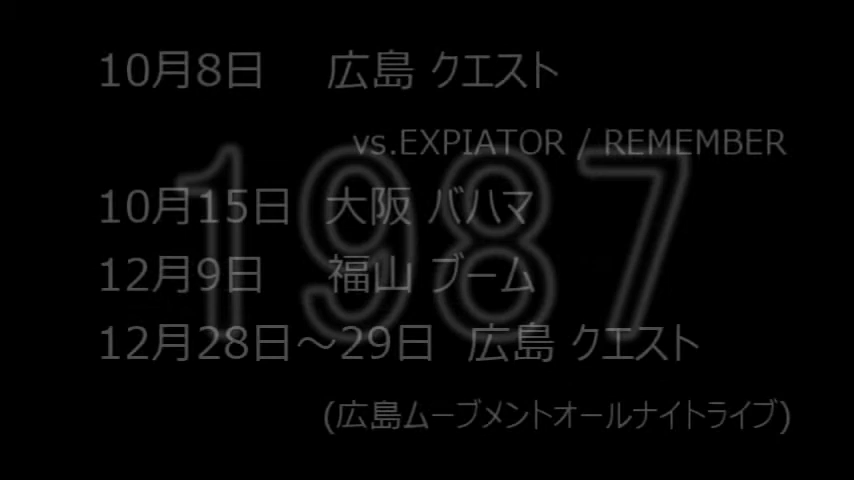 10月8日 広島 クエスト
vs.EXPIATOR / REMEMBER
1987
10月15日 大阪 バハマ
12月9日 福山 ブーム
12月28日～29日 広島 クエスト
(広島ムーブメントオールナイトライブ)